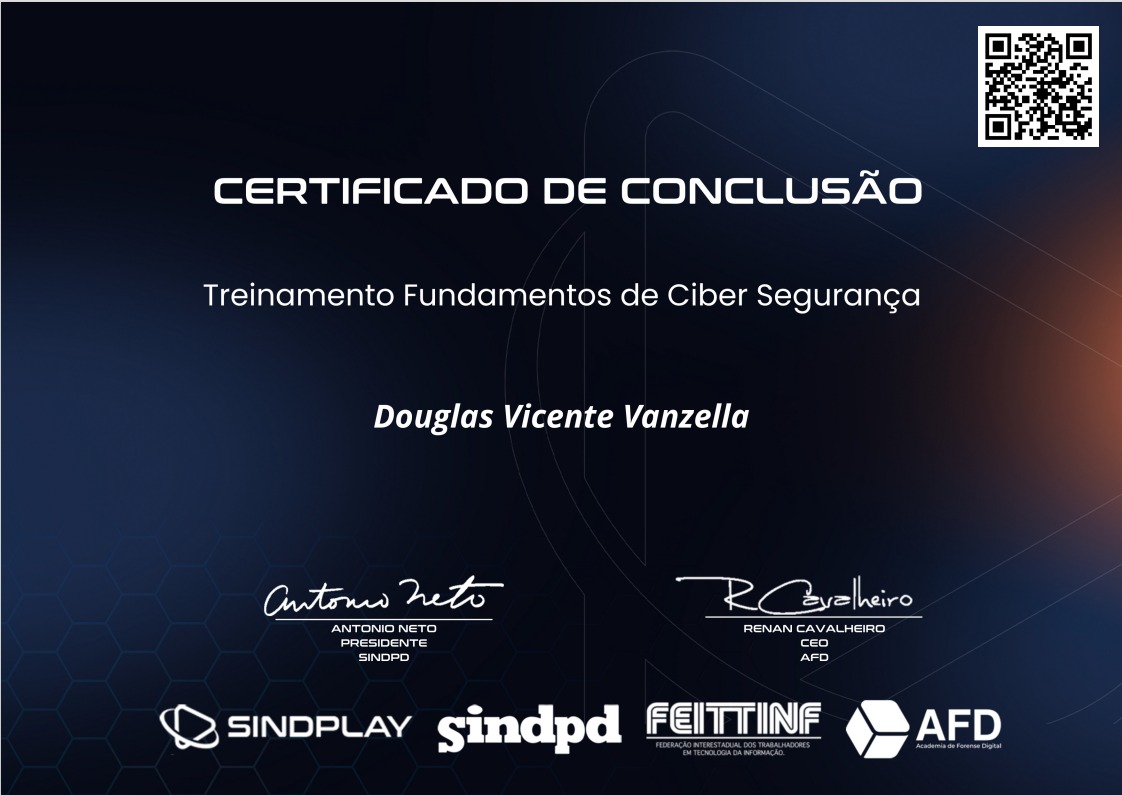 CERTIFICADO DE CONCLUSÃO
Treinamento Fundamentos de Ciber Segurança
Douglas Vicente Vanzella
Antonio Neto
ANTONIO NETO
PRESIDENTE
SINDPD
R Cavalheiro
RENAN CAVALHEIRO
CEO
AFD
SINDPLAY
sindpd
FEITTINF
FEDERAÇÃO INTERESTADUAL DOS TRABALHADORES
EM TECNOLOGIA DA INFORMAÇÃO.
AFD
Academia de Forense Digital